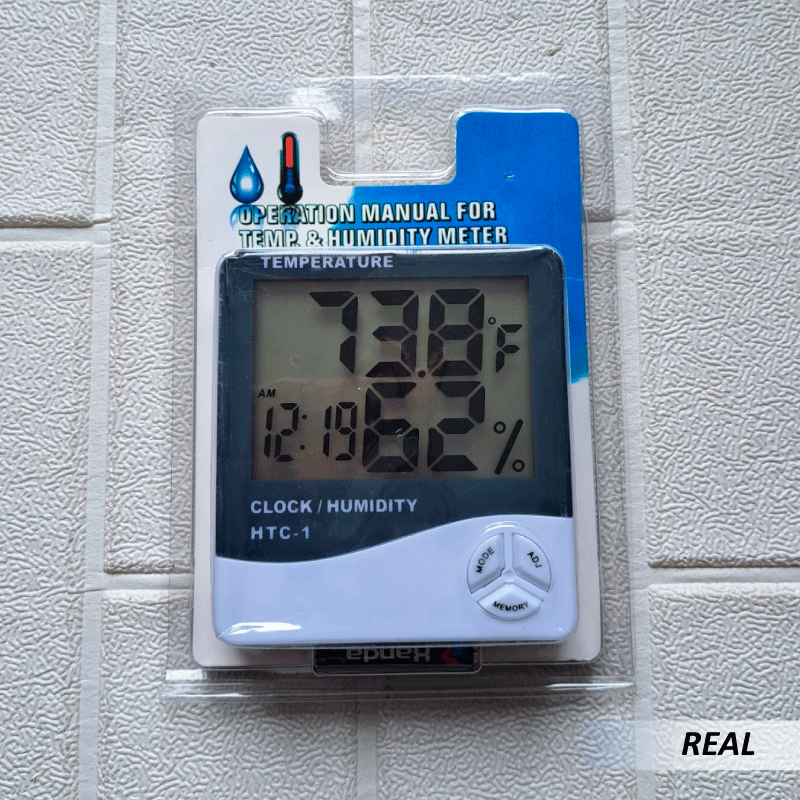 OPERATION MANUAL FOR
TEMP. & HUMIDITY METER
TEMPERATURE
73.8°F
AM
12:19
62%
CLOCK / HUMIDITY
HTC-1
MODE
ADJ
MEMORY
Xanda
REAL